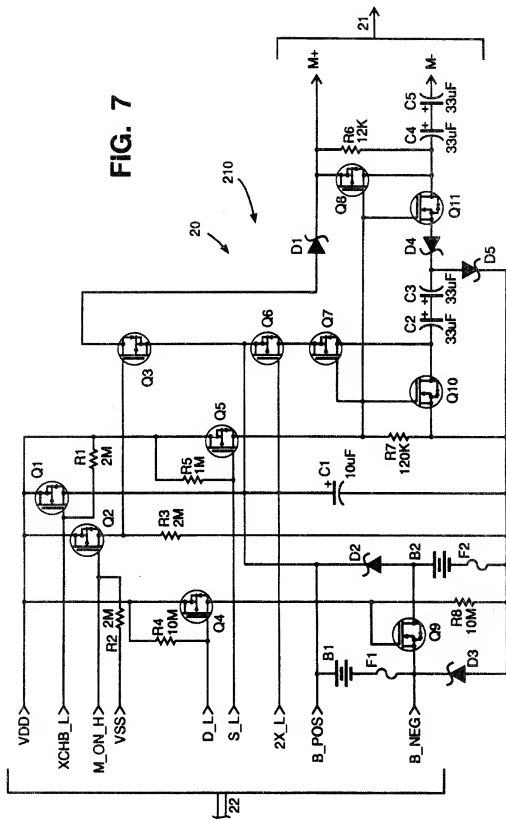 FIG. 7
20
210
21
22
VDD
XCHB_L
M_ON_H
VSS
D_L
S_L
2X_L
B_POS
B_NEG
M+
M-
Q1
R1
2M
Q2
R3
2M
2M
R2
R4
10M
Q4
Q5
R5
1M
Q3
Q6
Q7
D1
Q8
R6
12K
C4
33uF
C5
33uF
Q11
D4
D5
C2
33uF
C3
33uF
Q10
R7
120K
C1
10uF
D2
B1
F1
B2
F2
Q9
R8
10M
D3
+
+
+
+
+